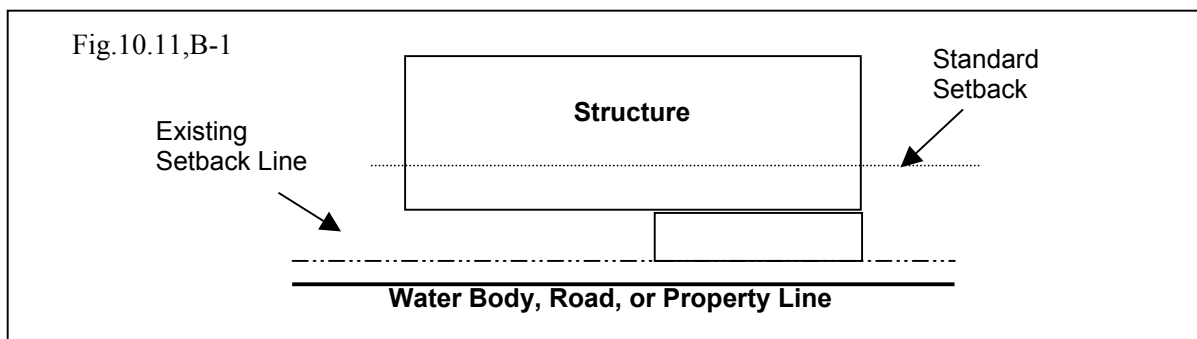 Fig.10.11,B-1
Standard
Setback
Structure
Existing
Setback Line
Water Body, Road, or Property Line